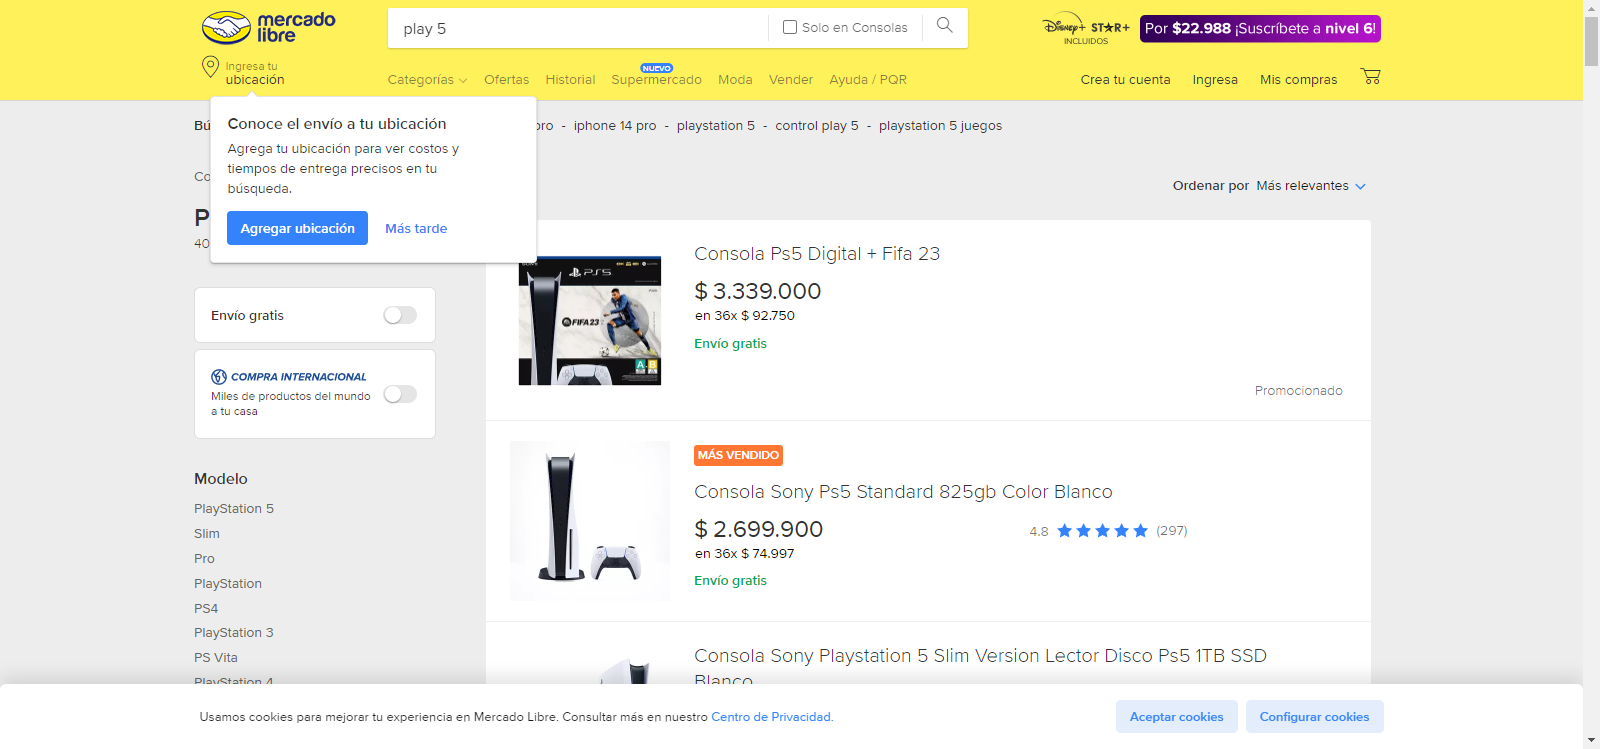 mercado
libre
play 5
Solo en Consolas
Disney+ STAR+
INCLUIDOS
Por $22.988 ¡Suscríbete a nivel 6!
Ingresa tu
ubicación
NUEVO
Categorías Ofertas Historial Supermercado Moda Vender Ayuda / PQR
Crea tu cuenta Ingresa Mis compras
Bú
pro - iphone 14 pro - playstation 5 - control play 5 - playstation 5 juegos
Conoce el envío a tu ubicación
Agrega tu ubicación para ver costos y
tiempos de entrega precisos en tu
búsqueda.
Agregar ubicación Más tarde
Co
P
40
Ordenar por Más relevantes
Envío gratis
COMPRA INTERNACIONAL
Miles de productos del mundo
a tu casa
Modelo
PlayStation 5
Slim
Pro
PlayStation
PS4
PlayStation 3
PS Vita
PlayStation 4
PS5
FIFA 23
A B
Consola Ps5 Digital + Fifa 23
$ 3.339.000
en 36x $ 92.750
Envío gratis
Promocionado
MÁS VENDIDO
Consola Sony Ps5 Standard 825gb Color Blanco
$ 2.699.900
4.8 (297)
en 36x $ 74.997
Envío gratis
Consola Sony Playstation 5 Slim Version Lector Disco Ps5 1TB SSD
Blanco
Usamos cookies para mejorar tu experiencia en Mercado Libre. Consultar más en nuestro Centro de Privacidad.
Aceptar cookies Configurar cookies